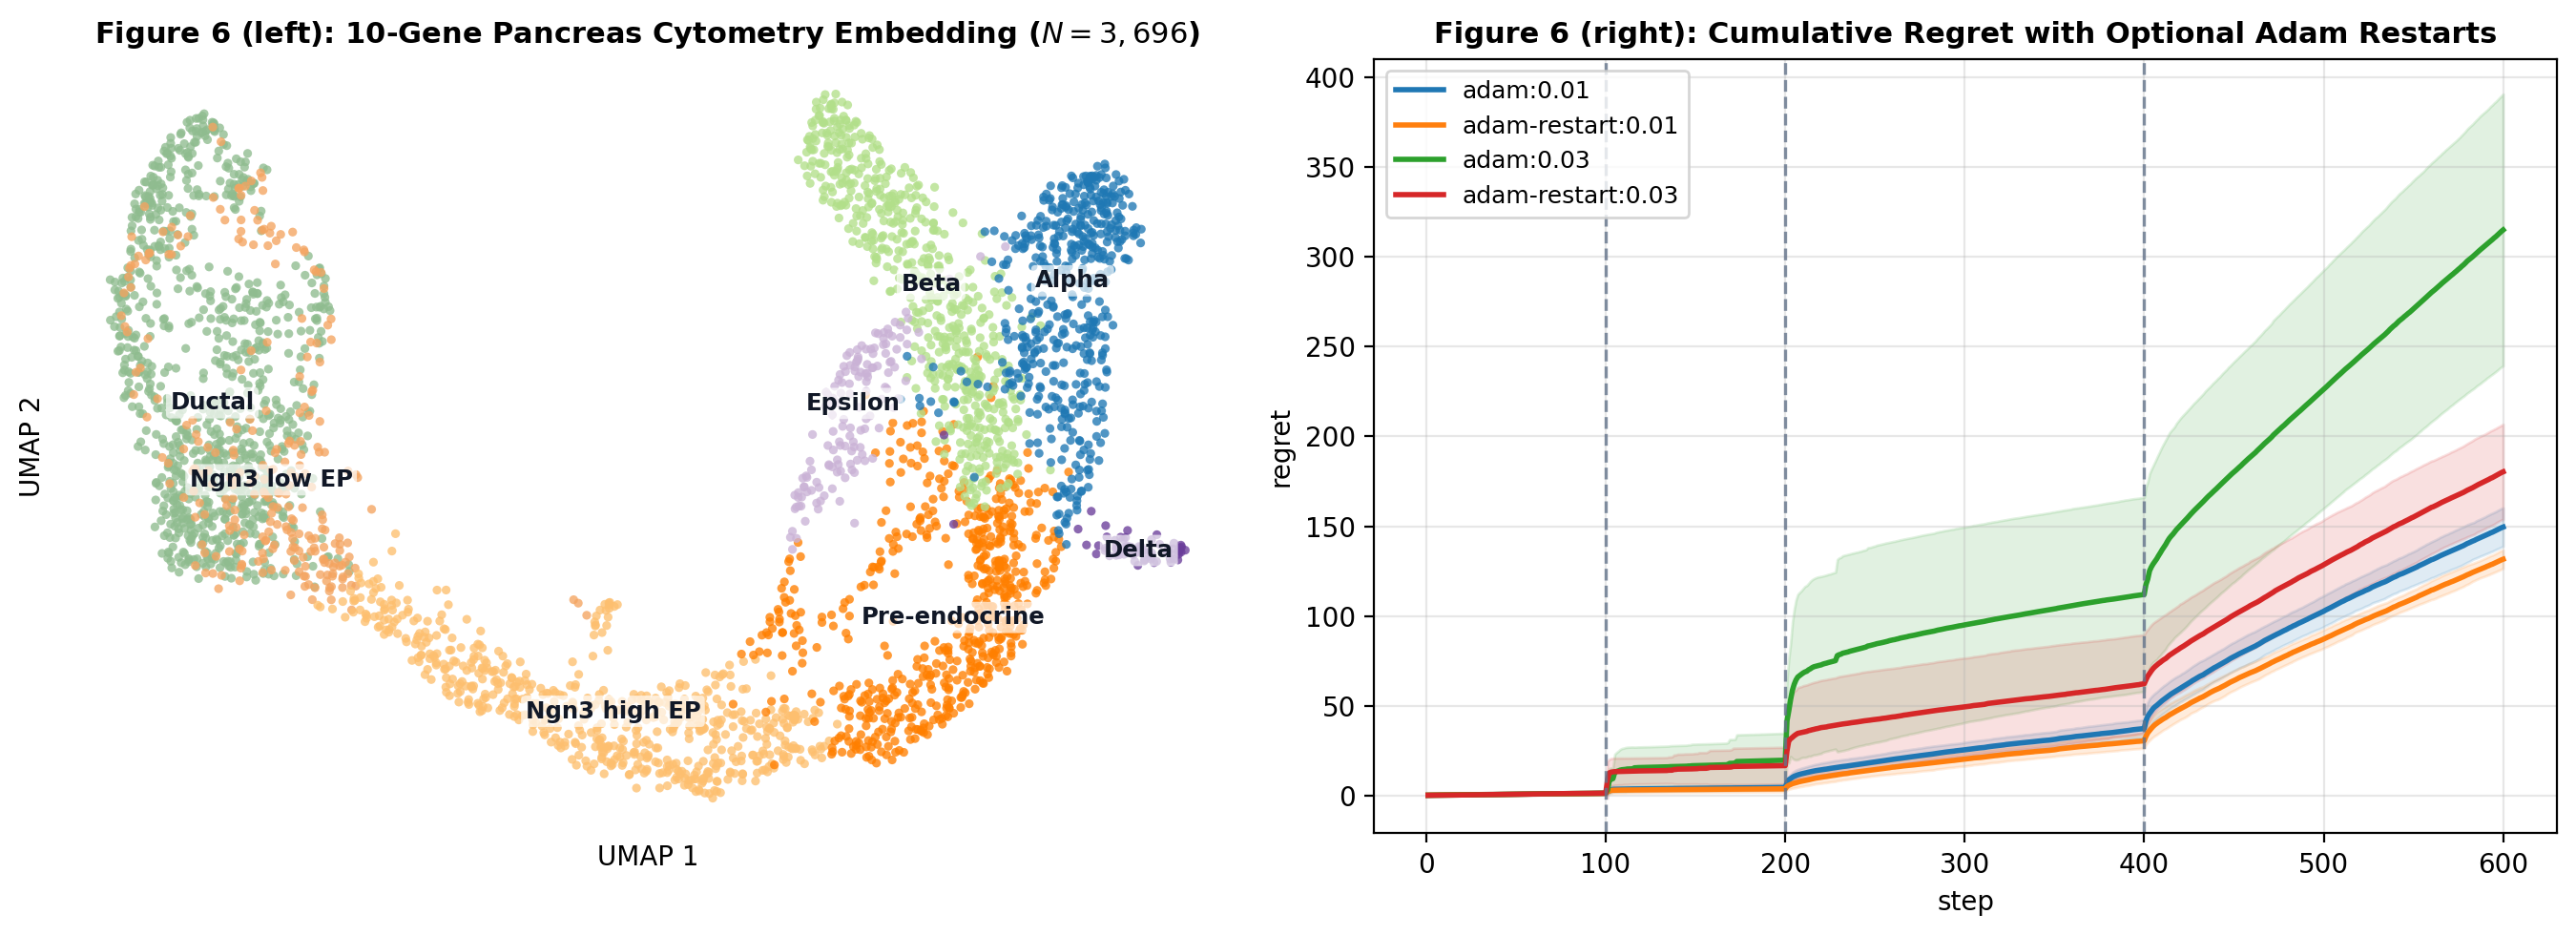 Figure 6 (left): 10-Gene Pancreas Cytometry Embedding (N = 3, 696)
Beta
Alpha
Ductal
Epsilon
Ngn3 low EP
Delta
Pre-endocrine
Ngn3 high EP
UMAP 2
UMAP 1
Figure 6 (right): Cumulative Regret with Optional Adam Restarts
adam:0.01
adam-restart:0.01
adam:0.03
adam-restart:0.03
400
350
300
250
200
150
100
50
0
regret
0 100 200 300 400 500 600
step